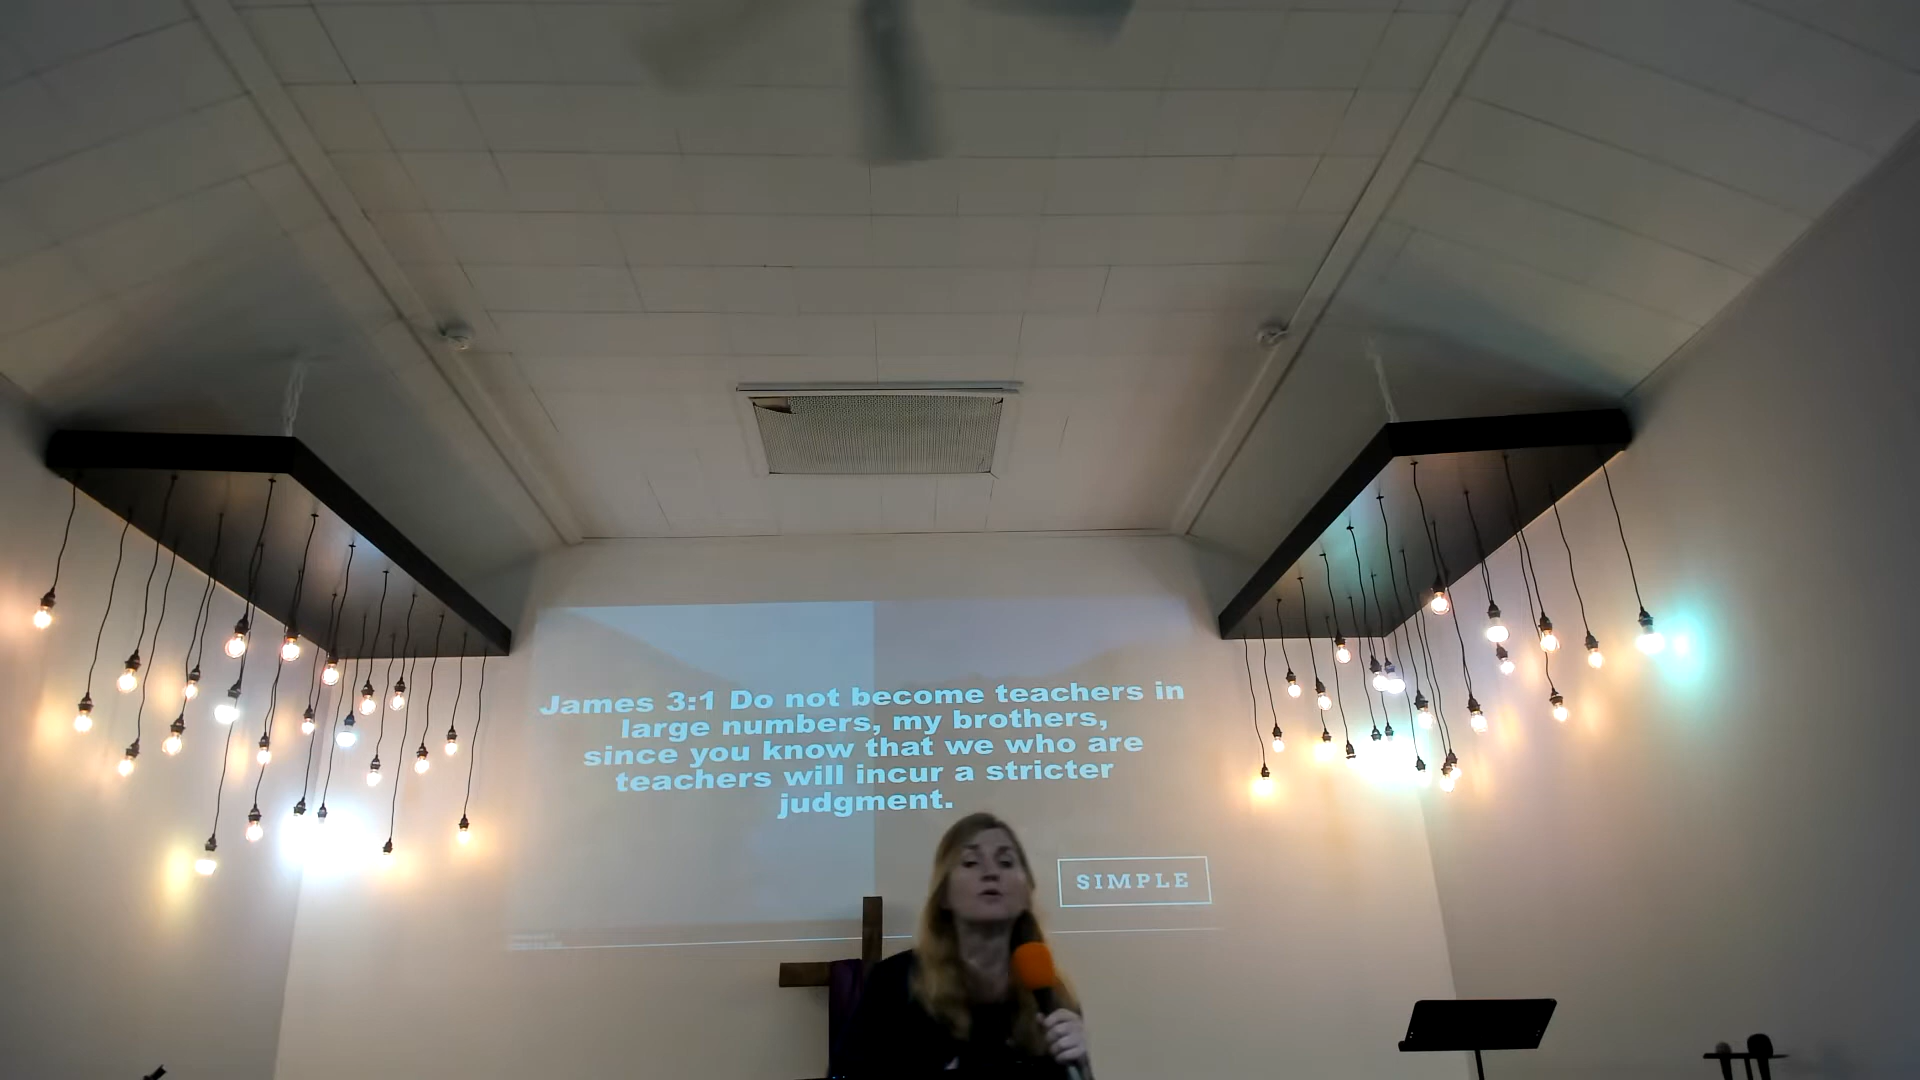 James 3:1 Do not become teachers in
large numbers, my brothers,
since you know that we who are
teachers will incur a stricter
judgment.
SIMPLE